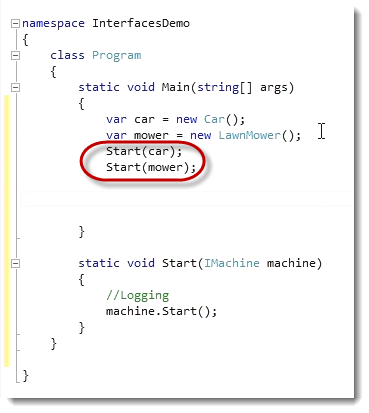 namespace InterfacesDemo
{
class Program
{
static void Main(string[] args)
{
var car = new Car();
var mower = new LawnMower();
Start(car);
Start(mower);
}
static void Start(IMachine machine)
{
//Logging
machine.Start();
}
}
}